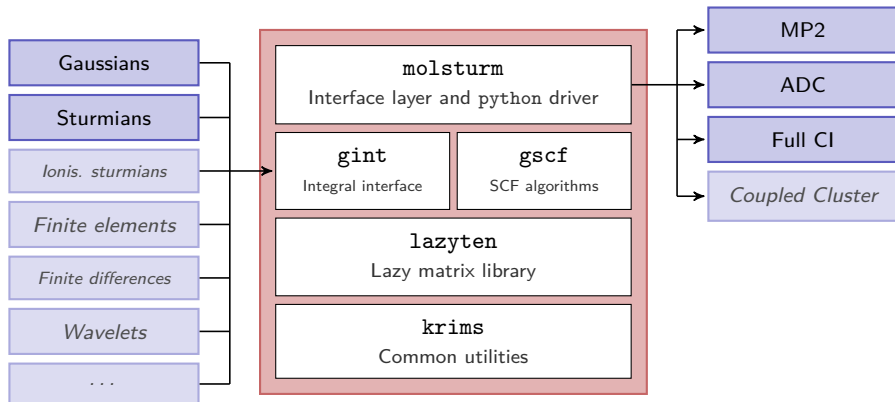 Gaussians
Sturmians
Ionis. sturmians
Finite elements
Finite differences
Wavelets
...
molsturm
Interface layer and python driver
gint
Integral interface
gscf
SCF algorithms
lazyten
Lazy matrix library
krims
Common utilities
MP2
ADC
Full CI
Coupled Cluster